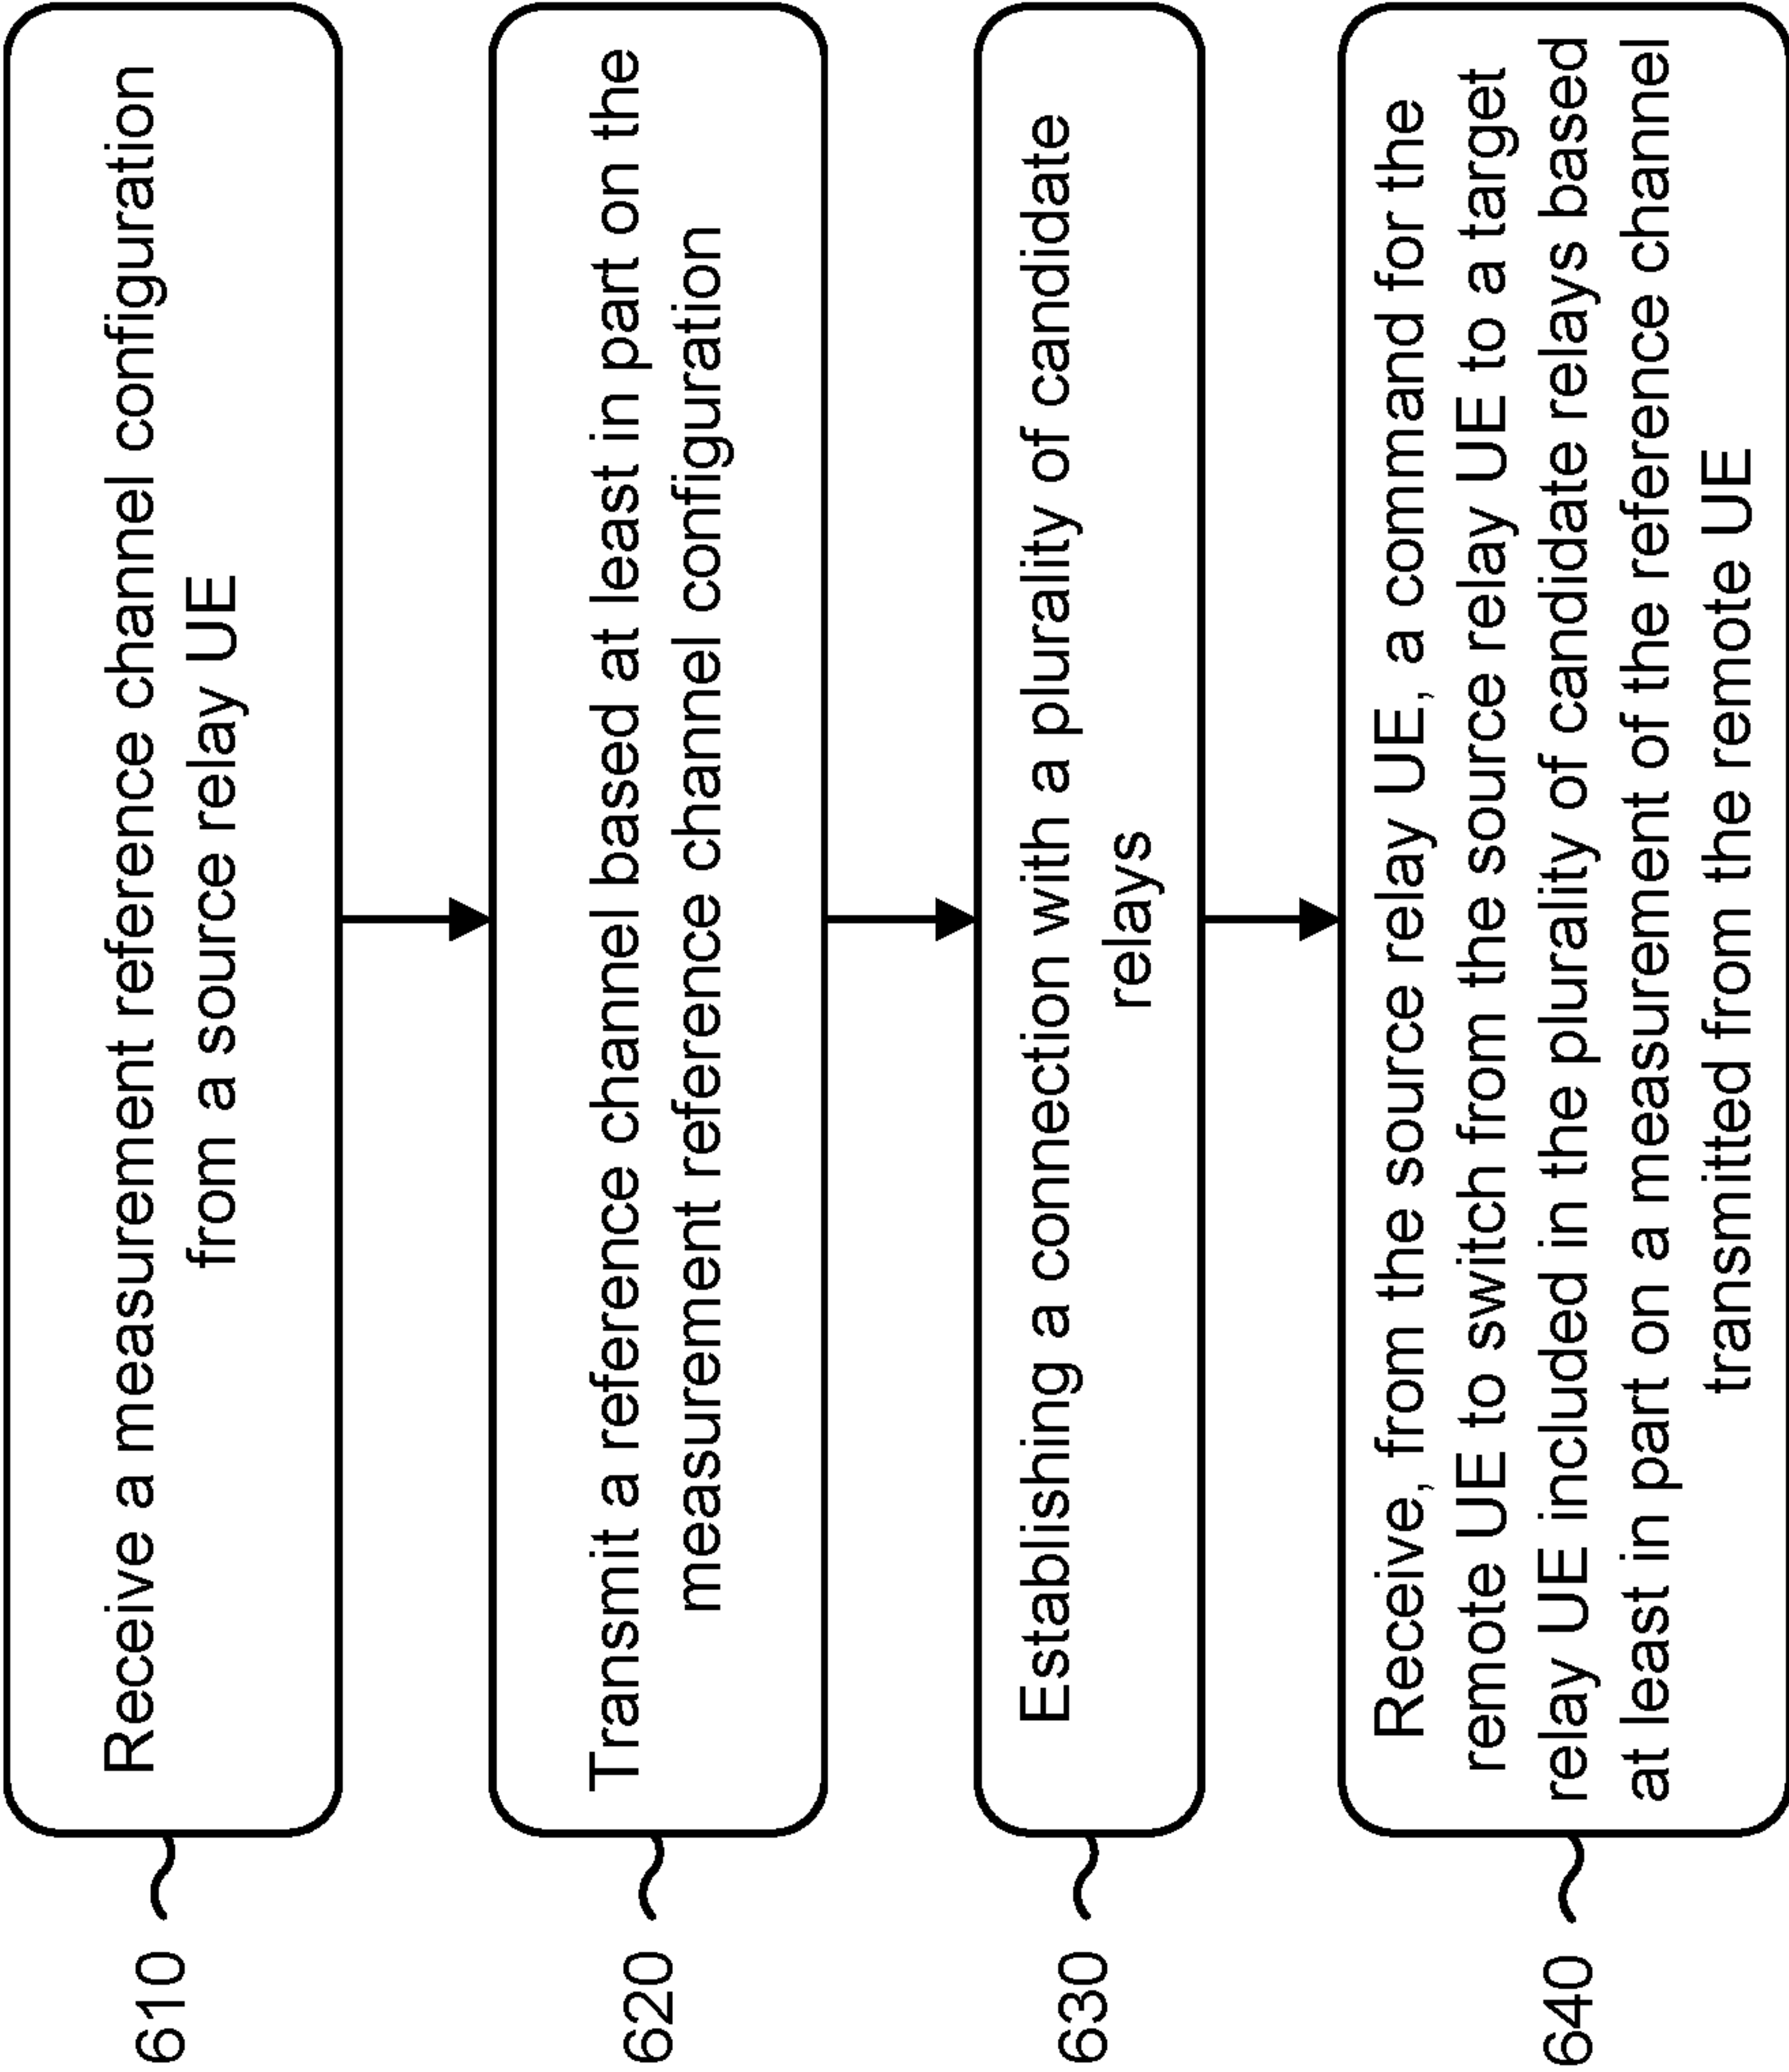 610
Receive a measurement reference channel configuration
from a source relay UE
620
Transmit a reference channel based at least in part on the
measurement reference channel configuration
630
Establishing a connection with a plurality of candidate
relays
640
Receive, from the source relay UE, a command for the
remote UE to switch from the source relay UE to a target
relay UE included in the plurality of candidate relays based
at least in part on a measurement of the reference channel
transmitted from the remote UE